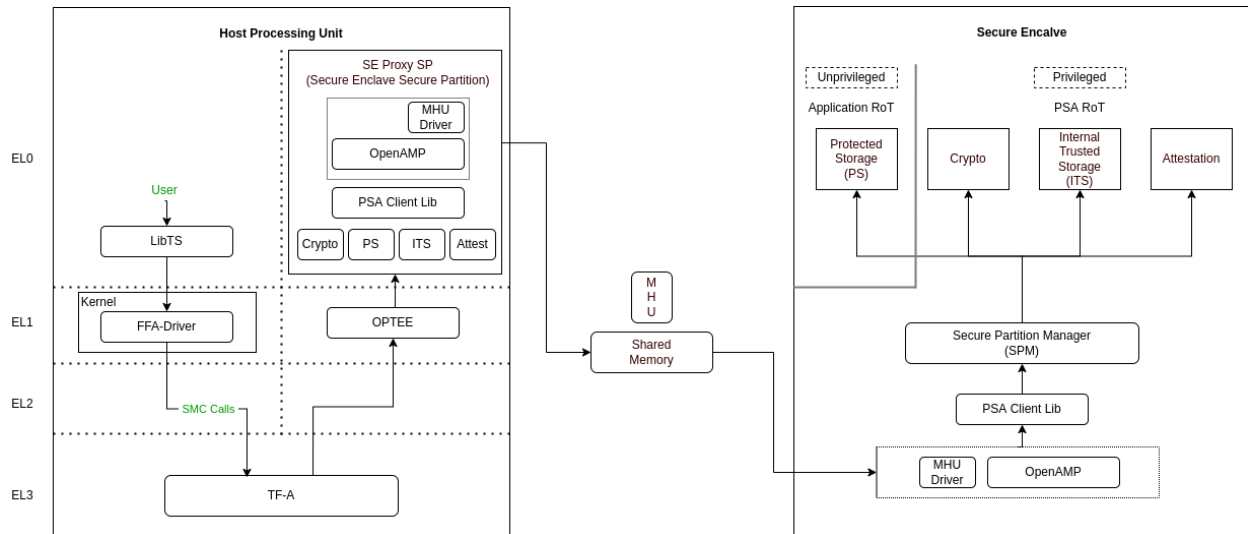 Host Processing Unit
SE Proxy SP
(Secure Enclave Secure Partition)
MHU
Driver
OpenAMP
PSA Client Lib
Crypto
PS
ITS
Attest
EL0
User
LibTS
EL1
Kernel
FFA-Driver
OPTEE
EL2
SMC Calls
EL3
TF-A
M
H
U
Shared
Memory
Secure Encalve
Unprivileged
Privileged
Application RoT
PSA RoT
Protected
Storage
(PS)
Crypto
Internal
Trusted
Storage
(ITS)
Attestation
Secure Partition Manager
(SPM)
PSA Client Lib
MHU
Driver
OpenAMP